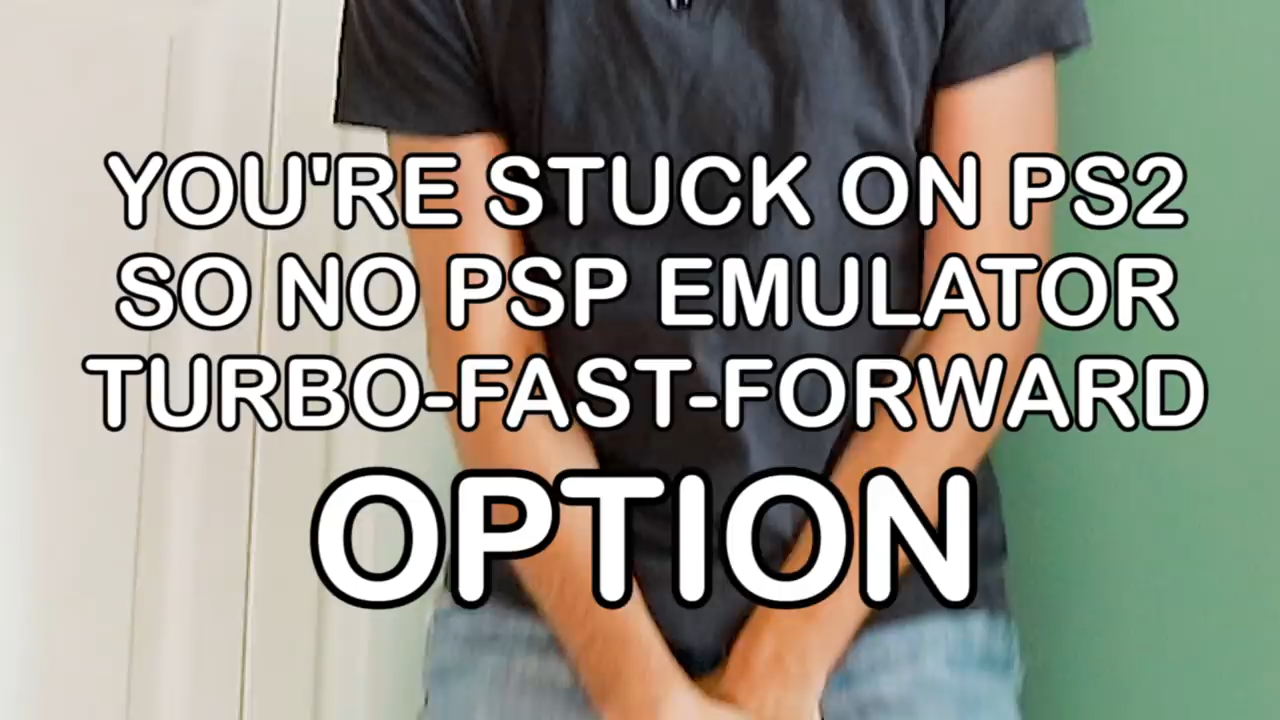 YOU'RE STUCK ON PS2
SO NO PSP EMULATOR
TURBO-FAST-FORWARD
OPTION